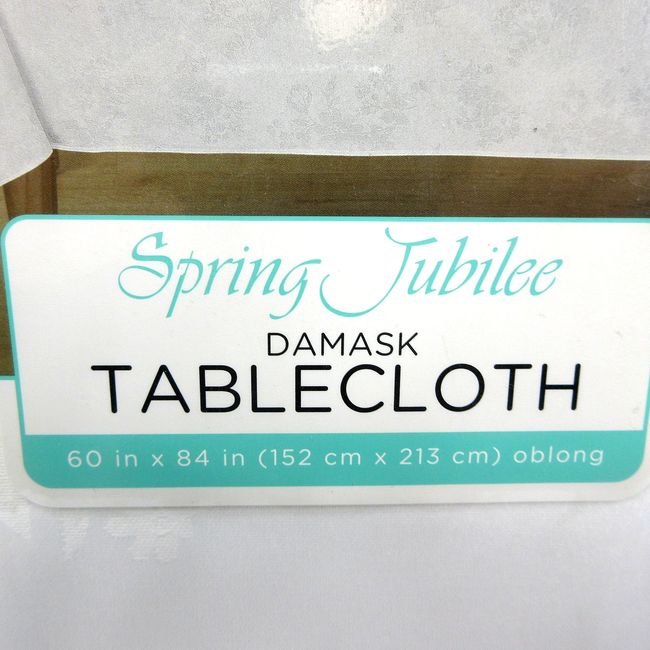 Spring Jubilee
DAMASK
TABLECLOTH
60 in x 84 in (152 cm x 213 cm) oblong